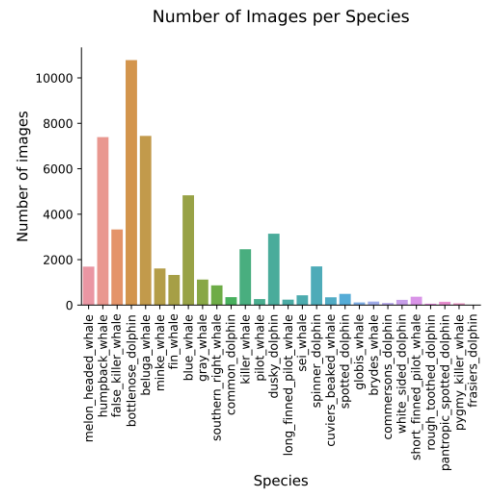 Number of Images per Species
Number of images
10000
8000
6000
4000
2000
0
melon_headed_whale
humpback_whale
false_killer_whale
bottlenose_dolphin
beluga_whale
minke_whale
fin_whale
blue_whale
gray_whale
southern_right_whale
common_dolphin
killer_whale
pilot_whale
dusky_dolphin
long_finned_pilot_whale
sei_whale
spinner_dolphin
cuviers_beaked_whale
spotted_dolphin
globis_whale
brydes_whale
commersons_dolphin
white_sided_dolphin
short_finned_pilot_whale
rough_toothed_dolphin
pantropic_spotted_dolphin
pygmy_killer_whale
frasiers_dolphin
Species